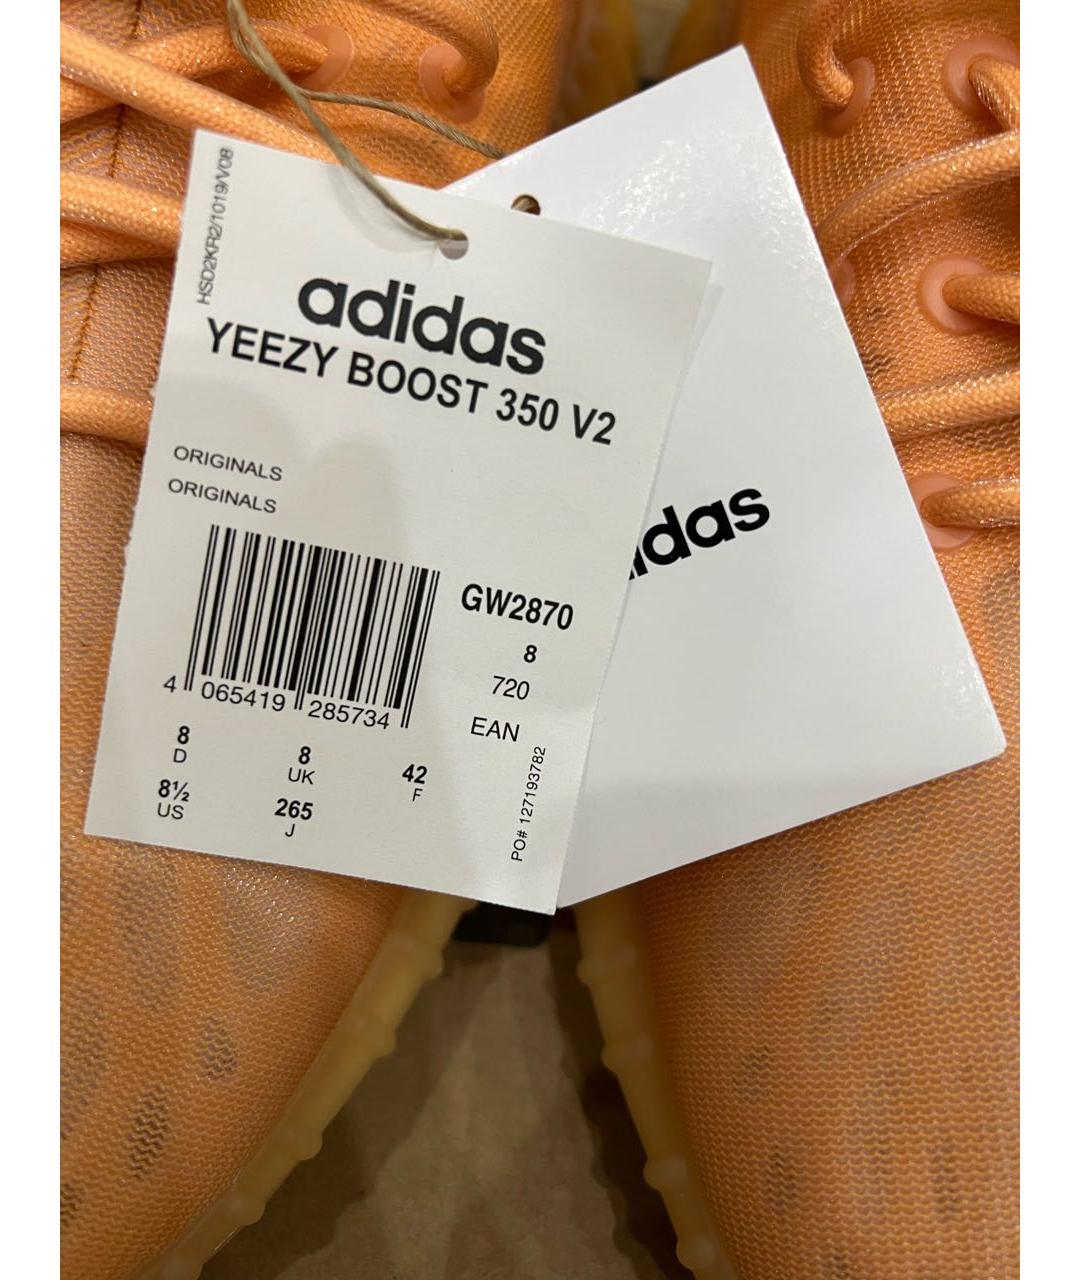 HSD2KR2/1019/V08
adidas
YEEZY BOOST 350 V2
ORIGINALS
ORIGINALS
GW2870
8
720
EAN
4 065419 285734
8
D
8
UK
42
F
8½
US
265
J
PO# 127193782